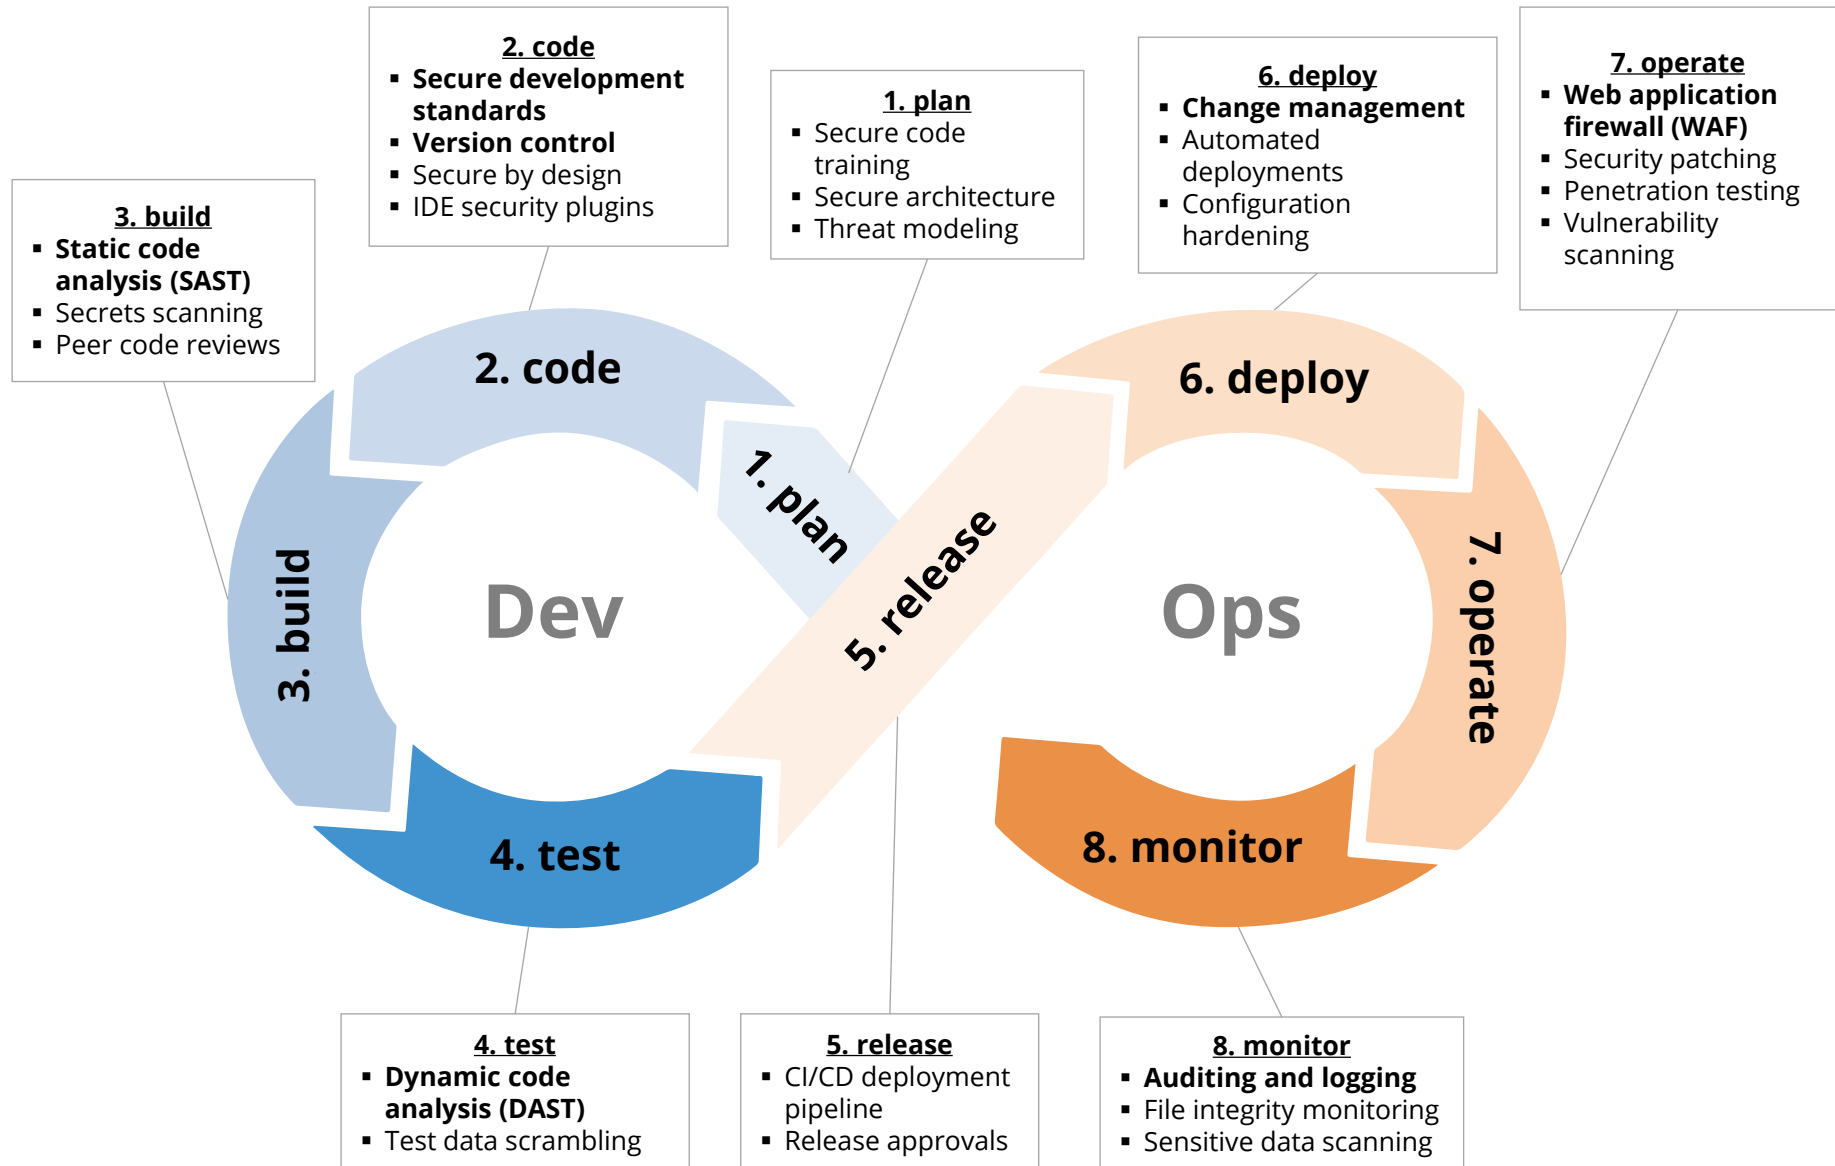 2. code
▪ Secure development
standards
▪ Version control
▪ Secure by design
▪ IDE security plugins
1. plan
▪ Secure code
training
▪ Secure architecture
▪ Threat modeling
6. deploy
▪ Change management
▪ Automated
deployments
▪ Configuration
hardening
7. operate
▪ Web application
firewall (WAF)
▪ Security patching
▪ Penetration testing
▪ Vulnerability
scanning
3. build
▪ Static code
analysis (SAST)
▪ Secrets scanning
▪ Peer code reviews
2. code
1. plan
3. build
Dev
4. test
5. release
6. deploy
Ops
7. operate
8. monitor
4. test
▪ Dynamic code
analysis (DAST)
▪ Test data scrambling
5. release
▪ CI/CD deployment
pipeline
▪ Release approvals
8. monitor
▪ Auditing and logging
▪ File integrity monitoring
▪ Sensitive data scanning